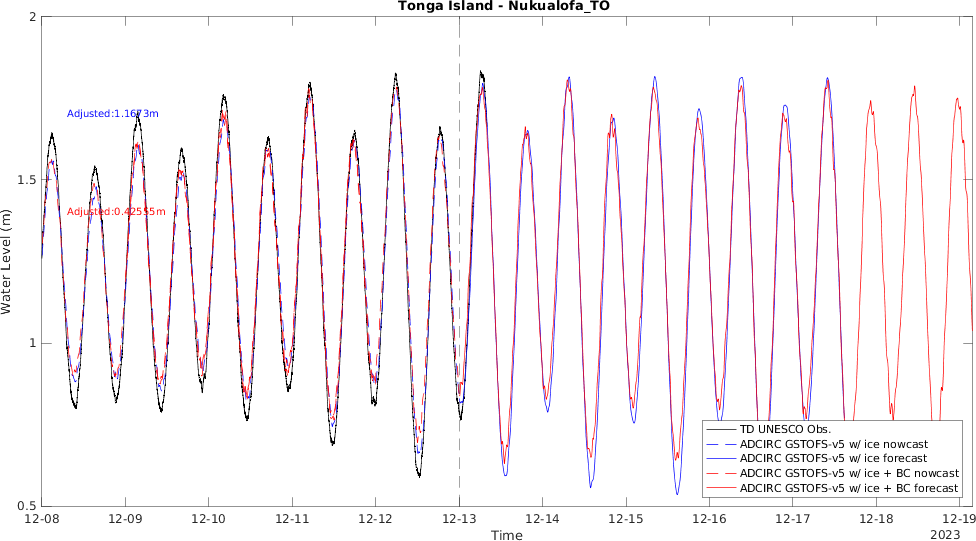 Tonga Island - Nukualofa_TO
2
Adjusted:1.1673m
1.5
Adjusted:0.42555m
Water Level (m)
1
TD UNESCO Obs.
ADCIRC GSTOFS-v5 w/ ice nowcast
ADCIRC GSTOFS-v5 w/ ice forecast
ADCIRC GSTOFS-v5 w/ ice + BC nowcast
ADCIRC GSTOFS-v5 w/ ice + BC forecast
0.5
12-08 12-09 12-10 12-11 12-12 12-13 12-14 12-15 12-16 12-17 12-18 12-19
Time
2023